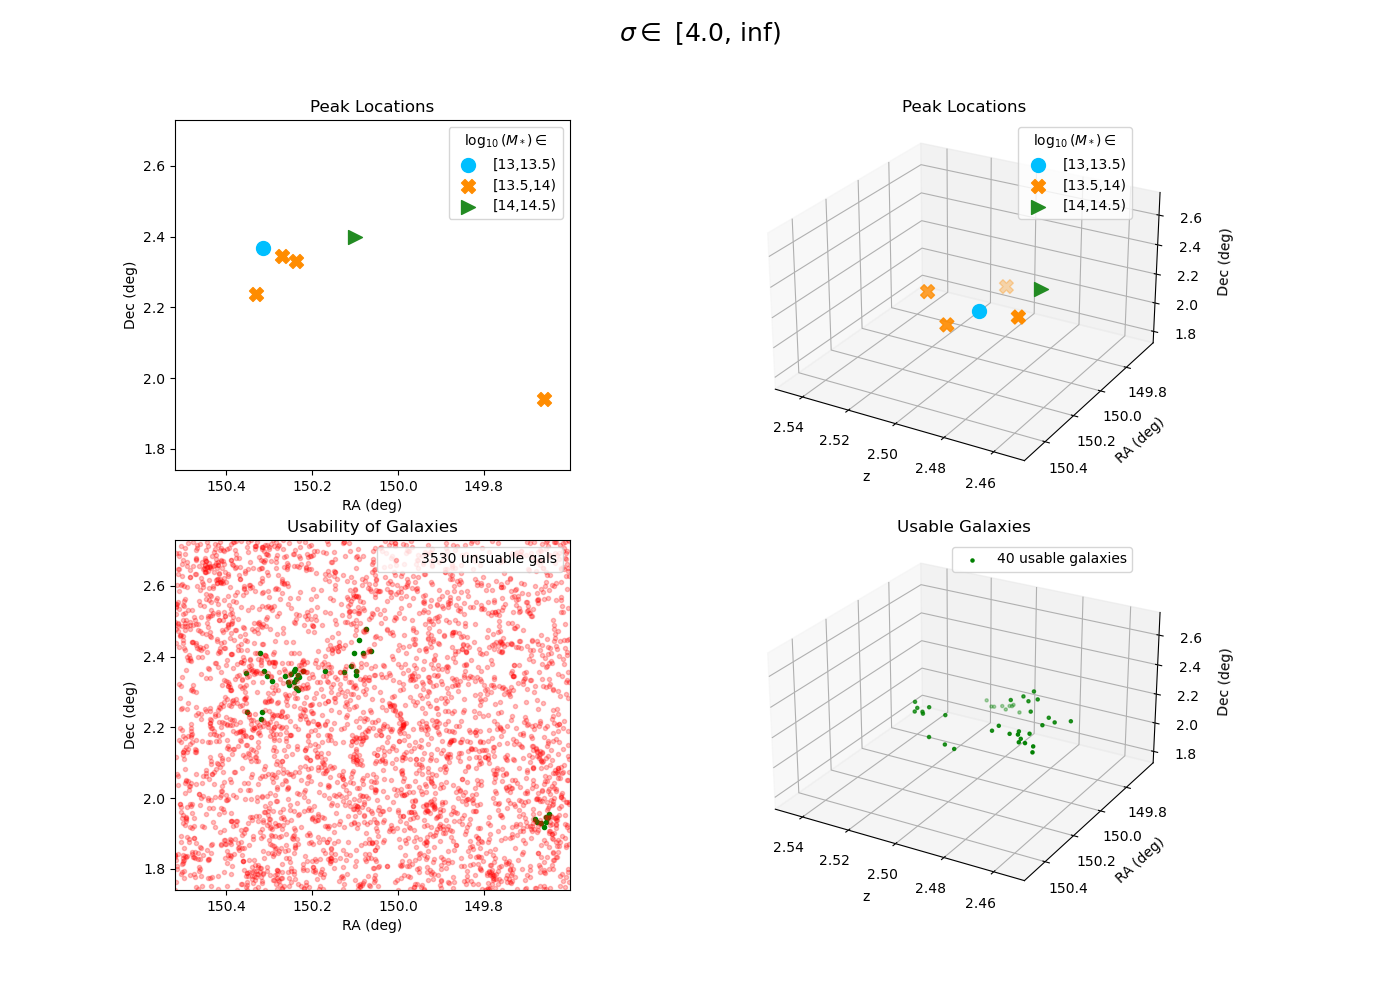 σ ∈ [4.0, inf)
Peak Locations
log₁₀(M*) ∈
[13,13.5)
[13.5,14)
[14,14.5)
2.6
2.4
2.2
2.0
1.8
Dec (deg)
150.4 150.2 150.0 149.8
RA (deg)
Peak Locations
log₁₀(M*) ∈
[13,13.5)
[13.5,14)
[14,14.5)
2.6
2.4
2.2
2.0
1.8
Dec (deg)
149.8
150.0
150.2
150.4
RA (deg)
2.54
2.52
2.50
2.48
2.46
z
Usability of Galaxies
3530 unsuable gals
2.6
2.4
2.2
2.0
1.8
Dec (deg)
150.4 150.2 150.0 149.8
RA (deg)
Usable Galaxies
40 usable galaxies
2.6
2.4
2.2
2.0
1.8
Dec (deg)
149.8
150.0
150.2
150.4
RA (deg)
2.54
2.52
2.50
2.48
2.46
z